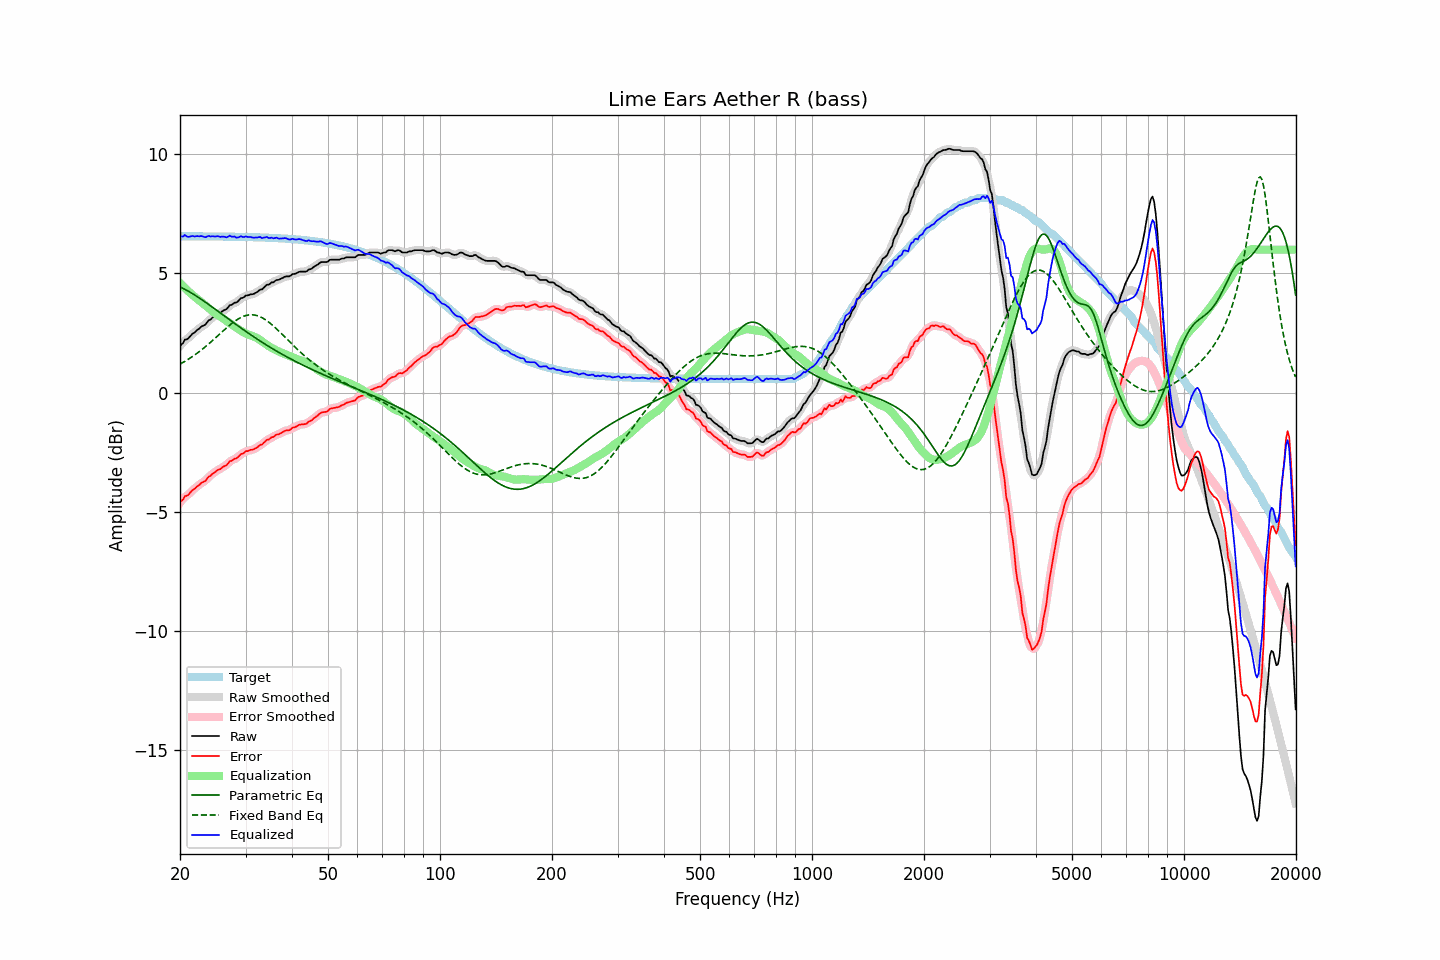 Lime Ears Aether R (bass)
Amplitude (dBr)
10
5
0
−5
−10
−15
Target
Raw Smoothed
Error Smoothed
Raw
Error
Equalization
Parametric Eq
Fixed Band Eq
Equalized
20 50 100 200 500 1000 2000 5000 10000 20000
Frequency (Hz)